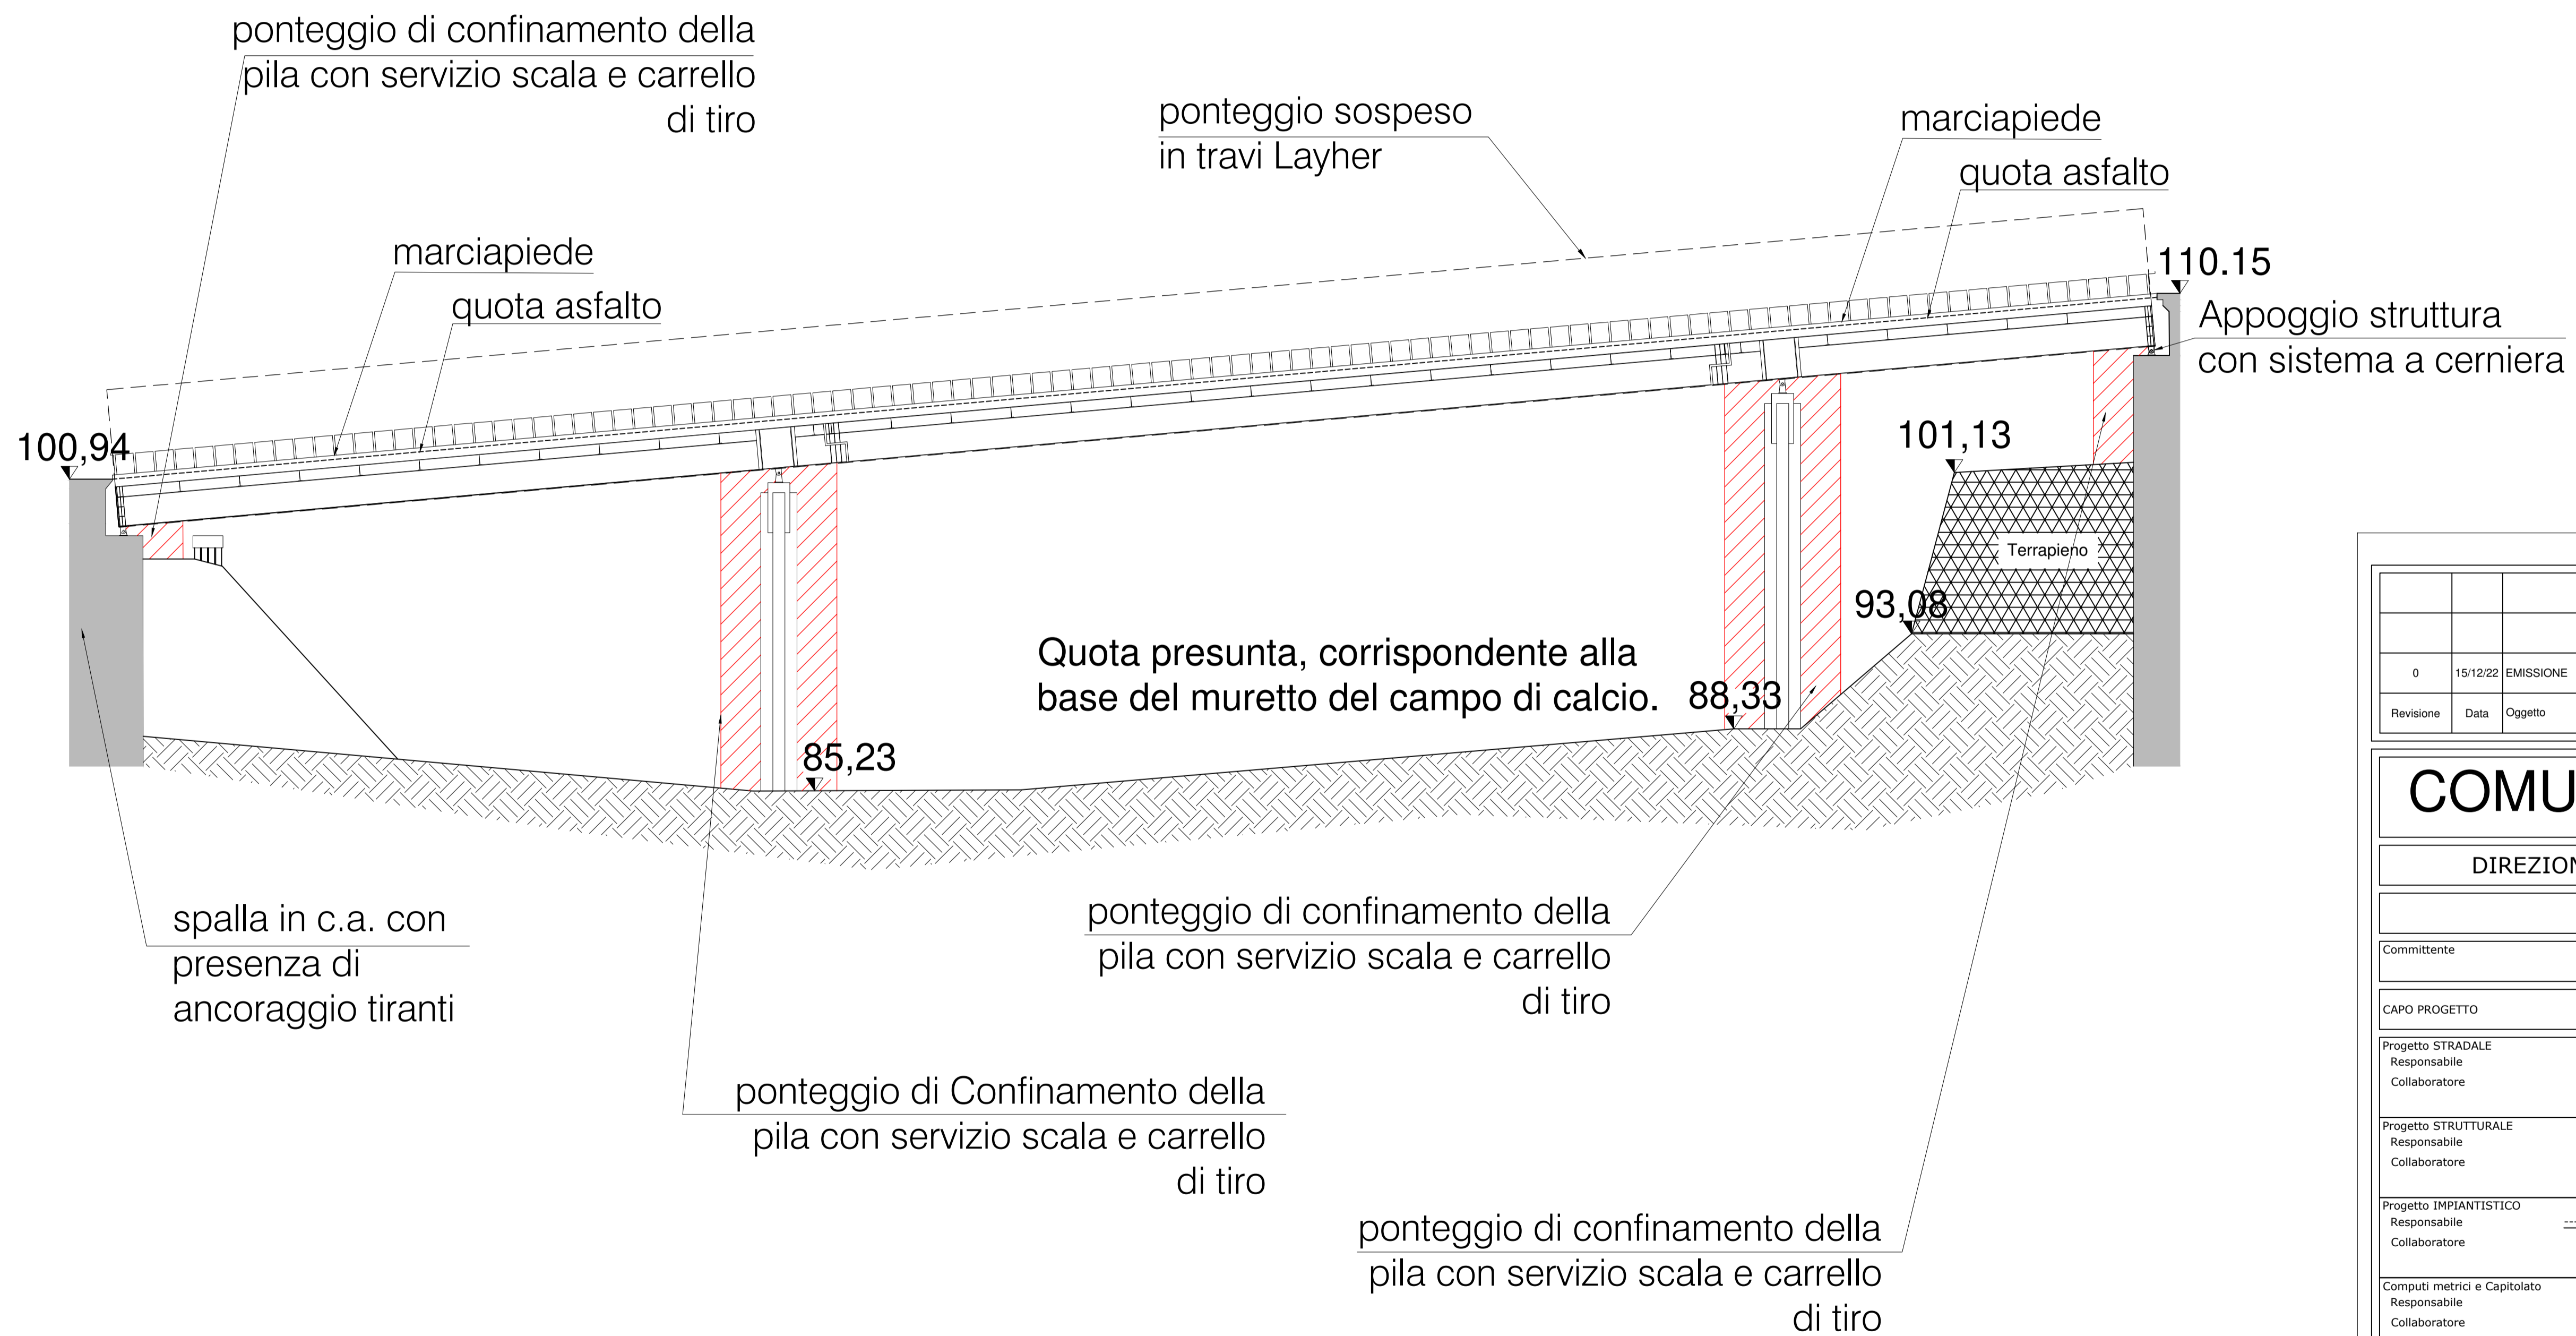 ponteggio di confinamento della
pila con servizio scala e carrello
di tiro
ponteggio sospeso
in travi Layher
marciapiede
quota asfalto
marciapiede
quota asfalto
110.15
Appoggio struttura
con sistema a cerniera
100,94
101,13
Terrapieno
93,08
Quota presunta, corrispondente alla
base del muretto del campo di calcio.
88,33
85,23
spalla in c.a. con
presenza di
ancoraggio tiranti
ponteggio di confinamento della
pila con servizio scala e carrello
di tiro
ponteggio di Confinamento della
pila con servizio scala e carrello
di tiro
ponteggio di confinamento della
pila con servizio scala e carrello
di tiro
0 15/12/22 EMISSIONE
Revisione Data Oggetto
COMU
DIREZION
Committente
CAPO PROGETTO
Progetto STRADALE
Responsabile
Collaboratore
Progetto STRUTTURALE
Responsabile
Collaboratore
Progetto IMPIANTISTICO
Responsabile
Collaboratore
Computi metrici e Capitolato
Responsabile
Collaboratore